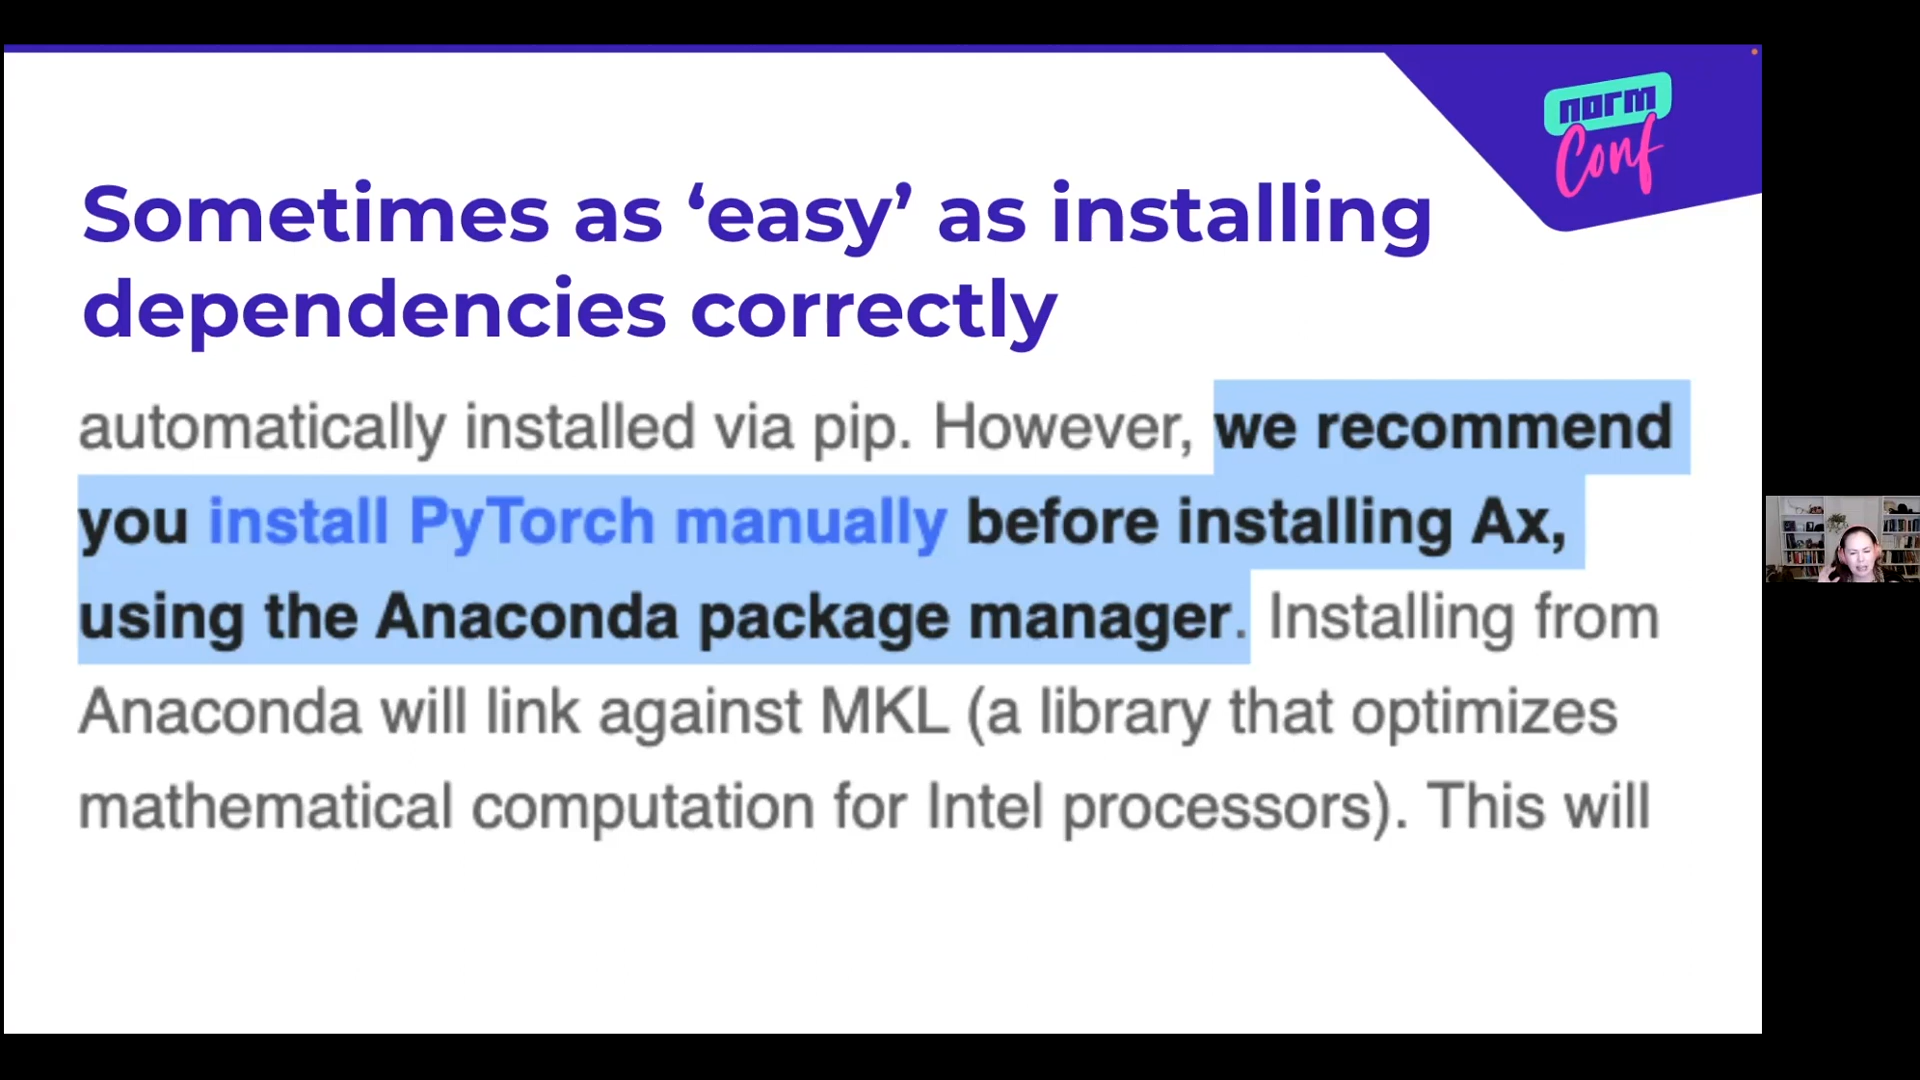 norm
Conf
Sometimes as ‘easy’ as installing
dependencies correctly
automatically installed via pip. However, we recommend
you install PyTorch manually before installing Ax,
using the Anaconda package manager. Installing from
Anaconda will link against MKL (a library that optimizes
mathematical computation for Intel processors). This will